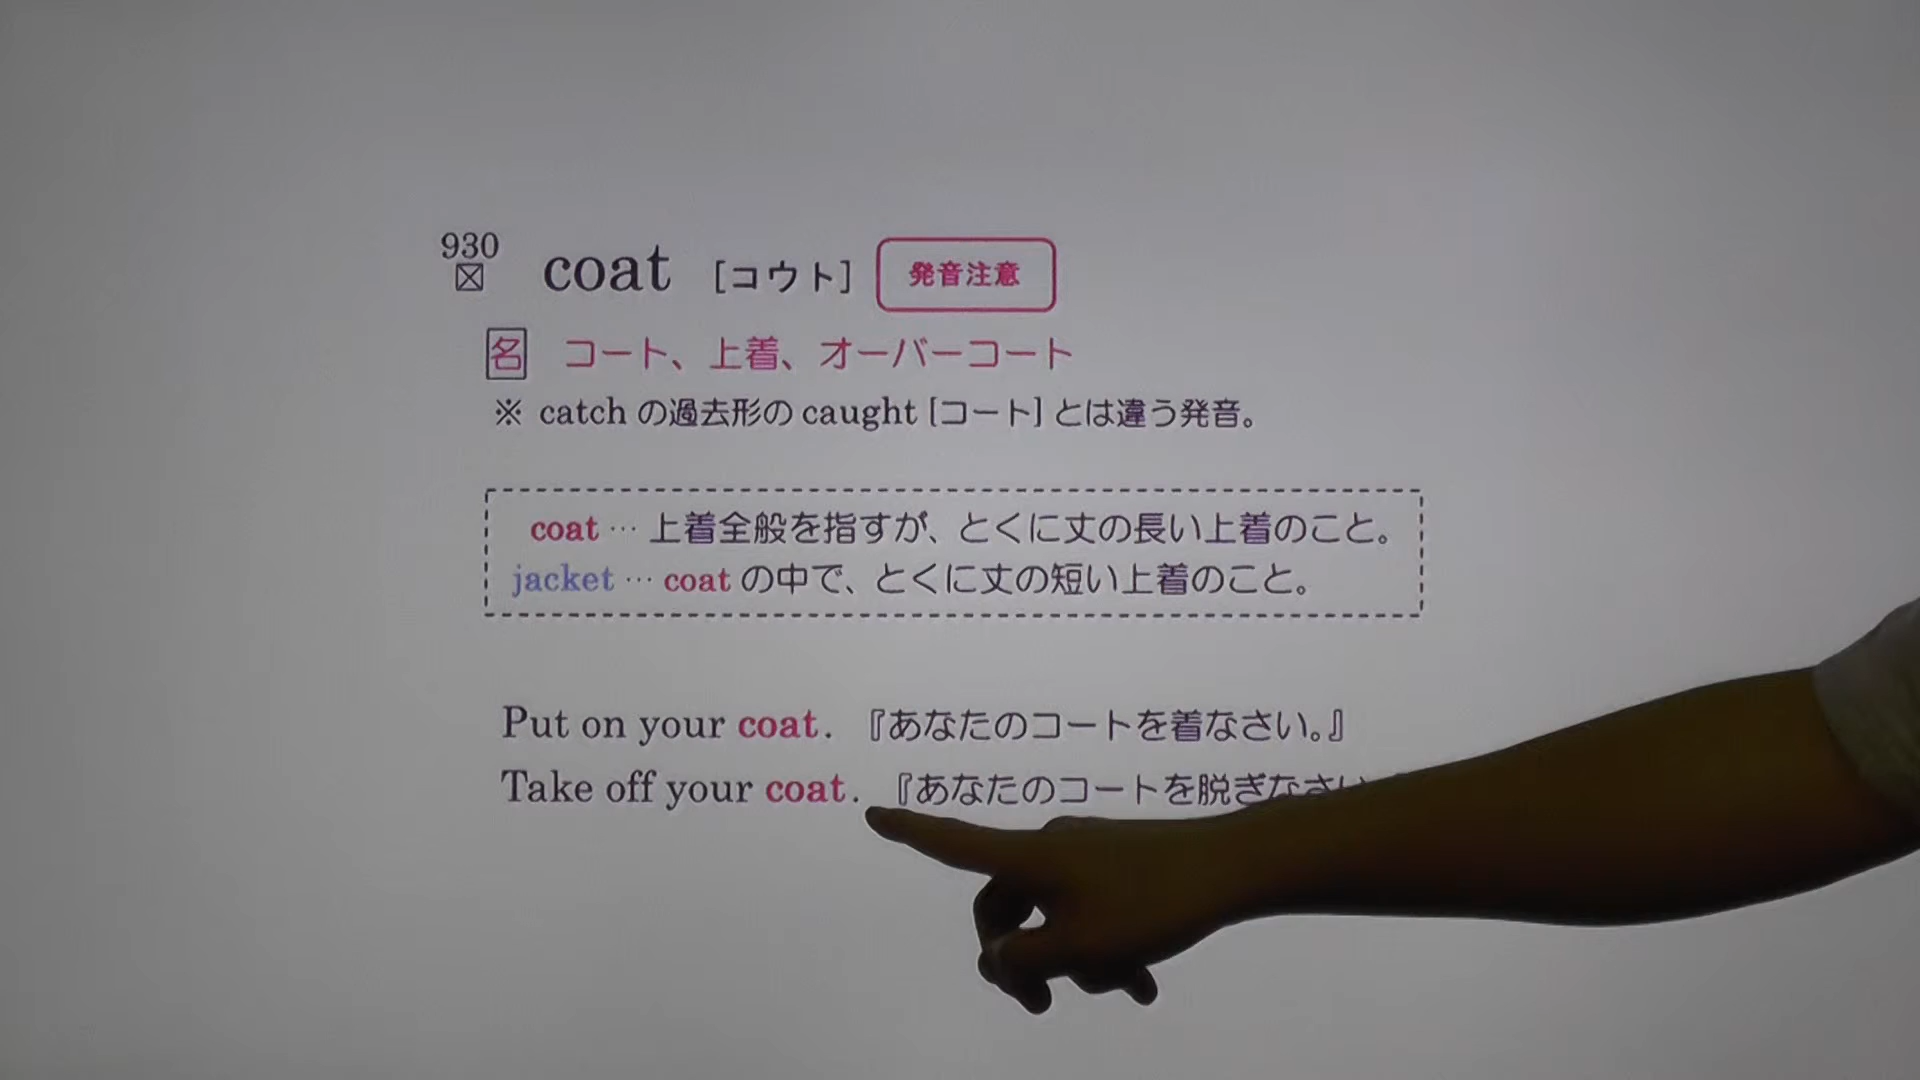 930
☒ coat [コウト] 発音注意
名 コート、上着、オーバーコート
※ catch の過去形の caught [コート] とは違う発音。
coat … 上着全般を指すが、とくに丈の長い上着のこと。
jacket … coat の中で、とくに丈の短い上着のこと。
Put on your coat. 『あなたのコートを着なさい。』
Take off your coat. 『あなたのコートを脱ぎなさい